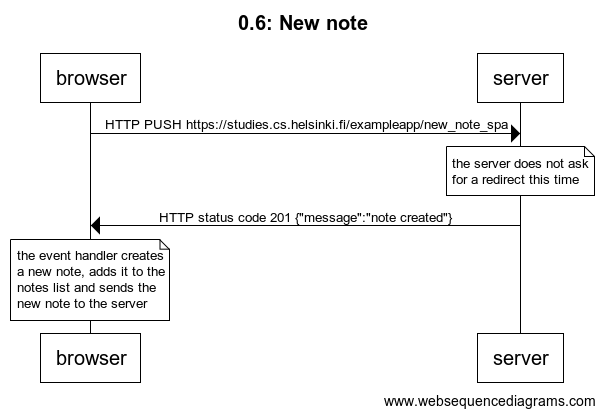 0.6: New note
browser
server
HTTP PUSH https://studies.cs.helsinki.fi/exampleapp/new_note_spa
the server does not ask
for a redirect this time
HTTP status code 201 {"message":"note created"}
the event handler creates
a new note, adds it to the
notes list and sends the
new note to the server
browser
server
www.websequencediagrams.com